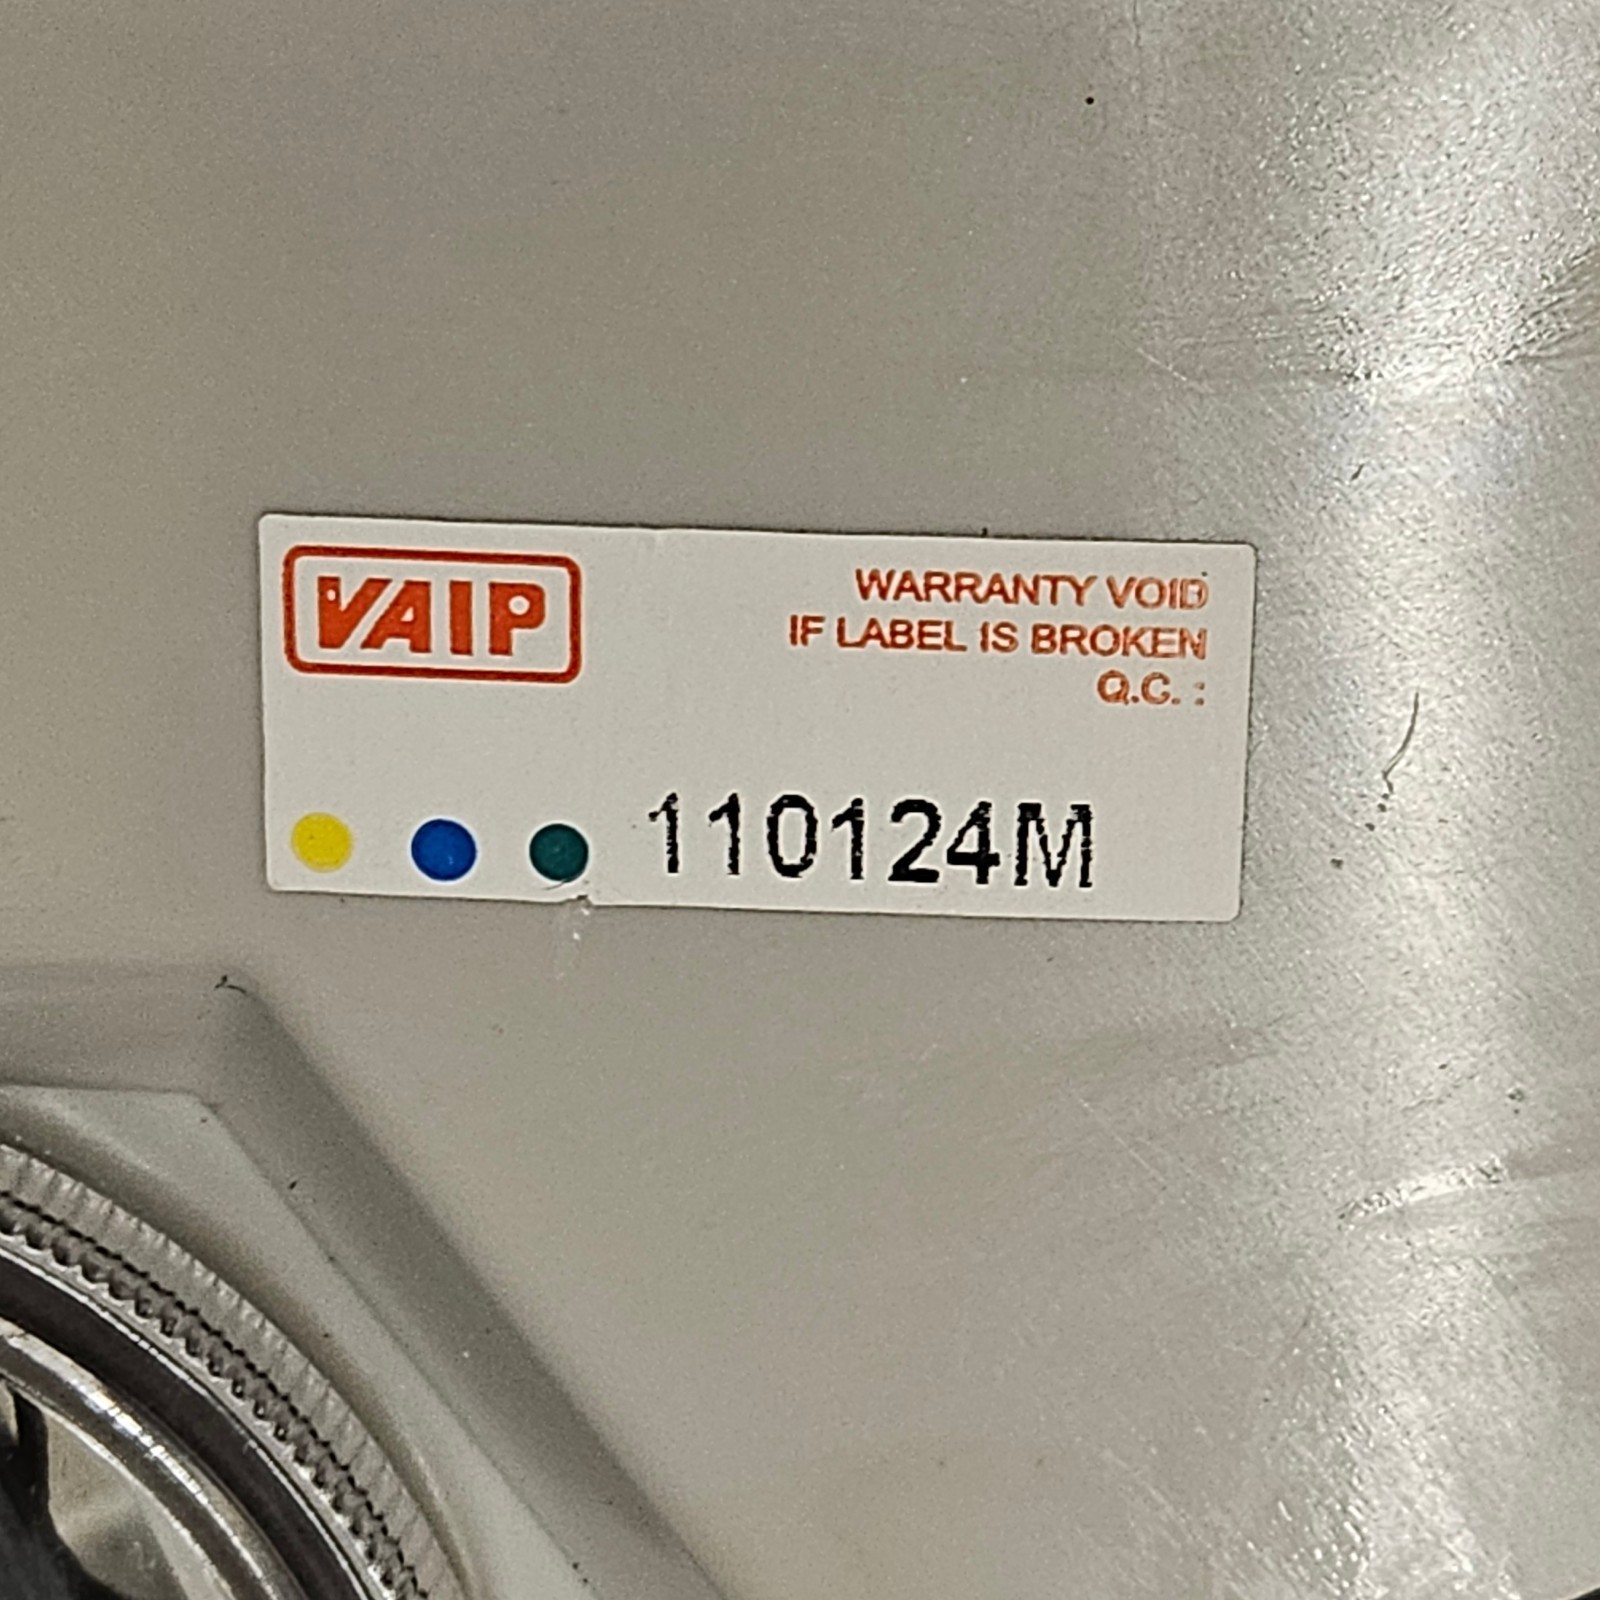 VAIP
WARRANTY VOID
IF LABEL IS BROKEN
Q.C. :
110124M